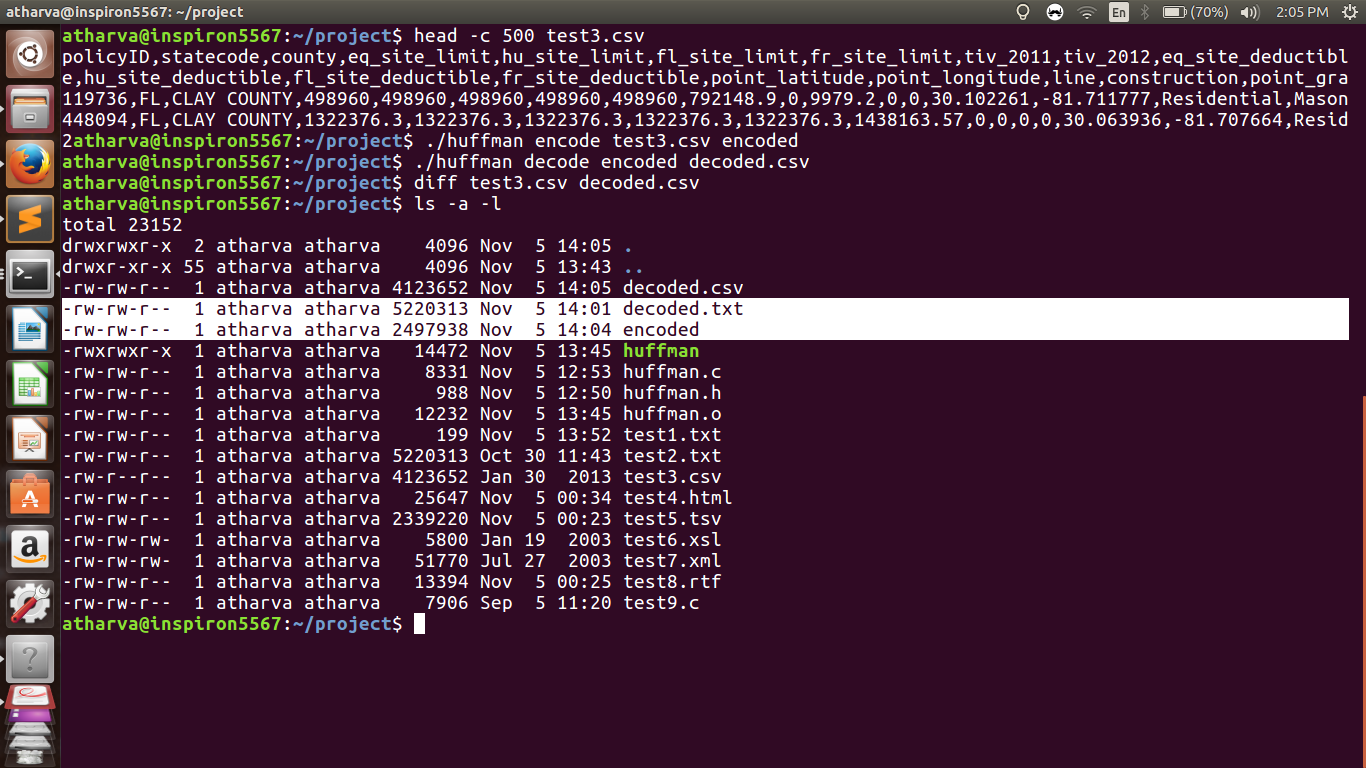 atharva@inspiron5567: ~/project En (70%) 2:05 PM
atharva@inspiron5567:~/project$ head -c 500 test3.csv
policyID,statecode,county,eq_site_limit,hu_site_limit,fl_site_limit,fr_site_limit,tiv_2011,tiv_2012,eq_site_deductibl
e,hu_site_deductible,fl_site_deductible,fr_site_deductible,point_latitude,point_longitude,line,construction,point_gra
119736,FL,CLAY COUNTY,498960,498960,498960,498960,498960,792148.9,0,9979.2,0,0,30.102261,-81.711777,Residential,Mason
448094,FL,CLAY COUNTY,1322376.3,1322376.3,1322376.3,1322376.3,1322376.3,1438163.57,0,0,0,0,30.063936,-81.707664,Resid
2atharva@inspiron5567:~/project$ ./huffman encode test3.csv encoded
atharva@inspiron5567:~/project$ ./huffman decode encoded decoded.csv
atharva@inspiron5567:~/project$ diff test3.csv decoded.csv
atharva@inspiron5567:~/project$ ls -a -l
total 23152
drwxrwxr-x  2 atharva atharva    4096 Nov  5 14:05 .
drwxr-xr-x 55 atharva atharva    4096 Nov  5 13:43 ..
-rw-rw-r--  1 atharva atharva 4123652 Nov  5 14:05 decoded.csv
-rw-rw-r--  1 atharva atharva 5220313 Nov  5 14:01 decoded.txt
-rw-rw-r--  1 atharva atharva 2497938 Nov  5 14:04 encoded
-rwxrwxr-x  1 atharva atharva   14472 Nov  5 13:45 huffman
-rw-rw-r--  1 atharva atharva    8331 Nov  5 12:53 huffman.c
-rw-rw-r--  1 atharva atharva     988 Nov  5 12:50 huffman.h
-rw-rw-r--  1 atharva atharva   12232 Nov  5 13:45 huffman.o
-rw-rw-r--  1 atharva atharva     199 Nov  5 13:52 test1.txt
-rw-rw-r--  1 atharva atharva 5220313 Oct 30 11:43 test2.txt
-rw-r--r--  1 atharva atharva 4123652 Jan 30  2013 test3.csv
-rw-rw-r--  1 atharva atharva   25647 Nov  5 00:34 test4.html
-rw-rw-r--  1 atharva atharva 2339220 Nov  5 00:23 test5.tsv
-rw-rw-rw-  1 atharva atharva    5800 Jan 19  2003 test6.xsl
-rw-rw-rw-  1 atharva atharva   51770 Jul 27  2003 test7.xml
-rw-rw-r--  1 atharva atharva   13394 Nov  5 00:25 test8.rtf
-rw-rw-r--  1 atharva atharva    7906 Sep  5 11:20 test9.c
atharva@inspiron5567:~/project$